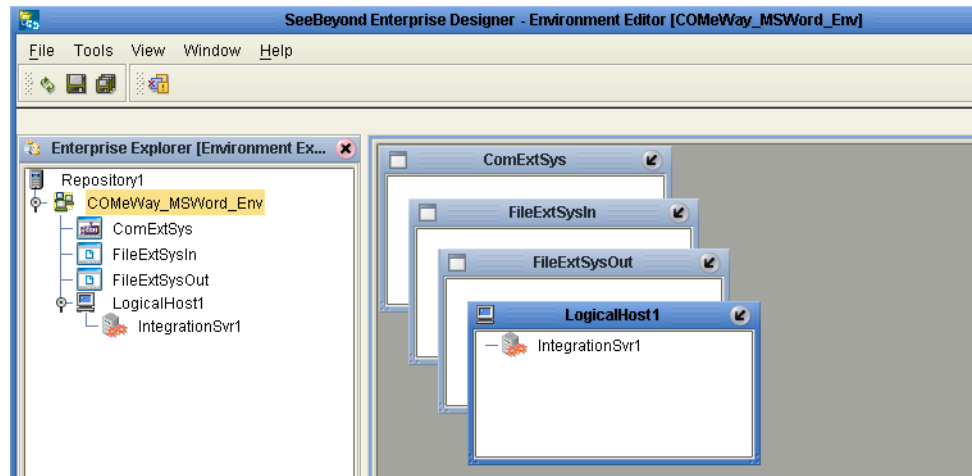 SeeBeyond Enterprise Designer - Environment Editor [COMeWay_MSWord_Env]
File Tools View Window Help
Enterprise Explorer [Environment Ex...
Repository1
COMeWay_MSWord_Env
ComExtSys
FileExtSysIn
FileExtSysOut
LogicalHost1
IntegrationSvr1
ComExtSys
FileExtSysIn
FileExtSysOut
LogicalHost1
IntegrationSvr1